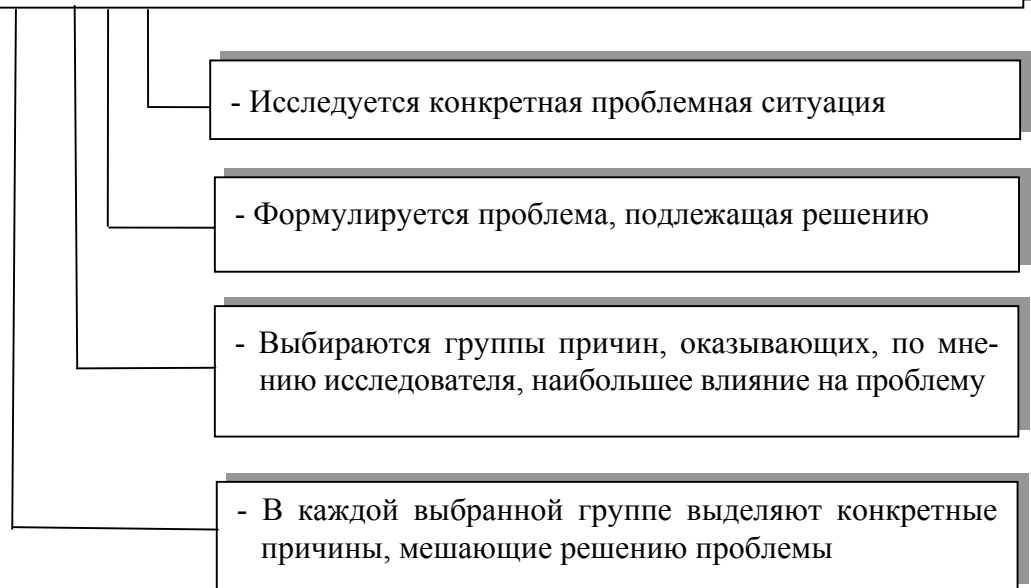 - Исследуется конкретная проблемная ситуация
- Формулируется проблема, подлежащая решению
- Выбираются группы причин, оказывающих, по мне-
нию исследователя, наибольшее влияние на проблему
- В каждой выбранной группе выделяют конкретные
причины, мешающие решению проблемы